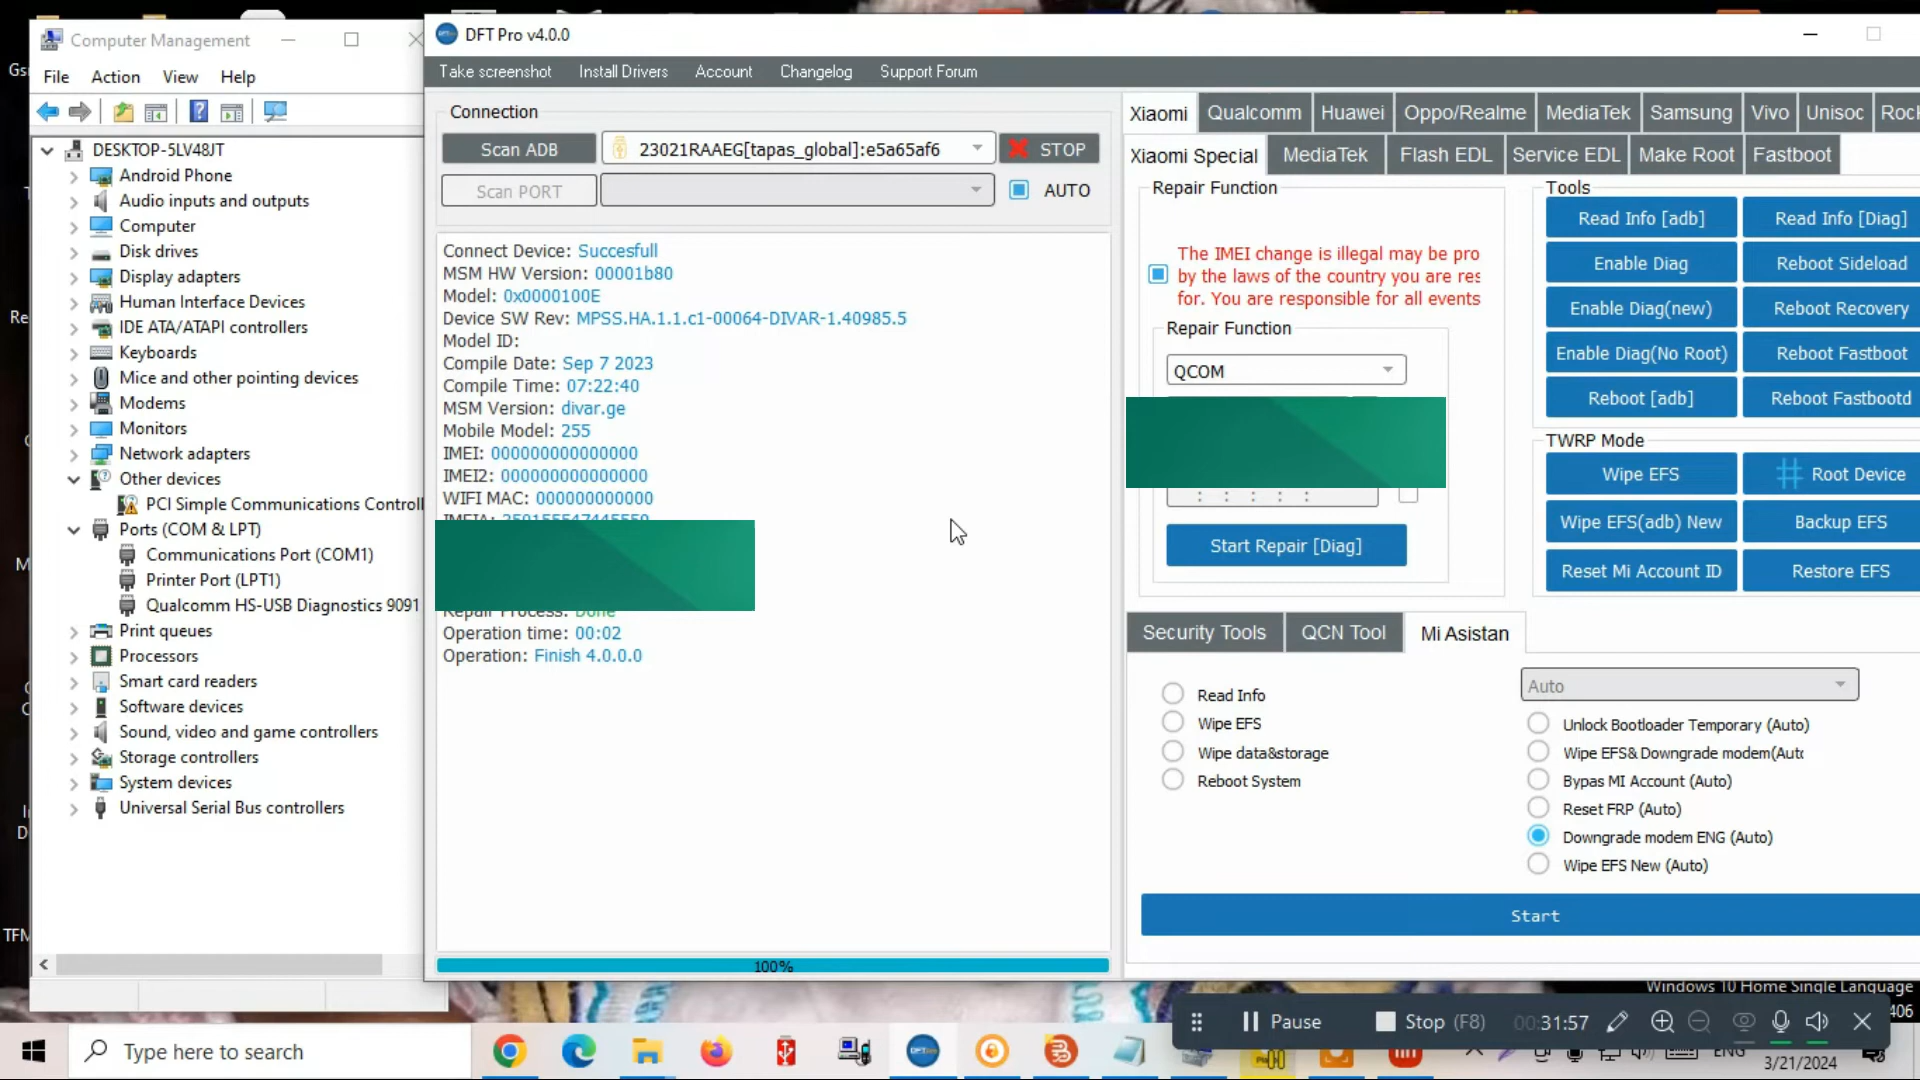 Computer Management
File Action View Help
DESKTOP-5LV48JT
Android Phone
Audio inputs and outputs
Computer
Disk drives
Display adapters
Human Interface Devices
IDE ATA/ATAPI controllers
Keyboards
Mice and other pointing devices
Modems
Monitors
Network adapters
Other devices
PCI Simple Communications Controll
Ports (COM & LPT)
Communications Port (COM1)
Printer Port (LPT1)
Qualcomm HS-USB Diagnostics 9091
Print queues
Processors
Smart card readers
Software devices
Sound, video and game controllers
Storage controllers
System devices
Universal Serial Bus controllers
DFT Pro v4.0.0
Take screenshot Install Drivers Account Changelog Support Forum
Connection
Scan ADB 23021RAAEG[tapas_global]:e5a65af6 STOP
Scan PORT AUTO
Connect Device: Succesfull
MSM HW Version: 00001b80
Model: 0x0000100E
Device SW Rev: MPSS.HA.1.1.c1-00064-DIVAR-1.40985.5
Model ID:
Compile Date: Sep 7 2023
Compile Time: 07:22:40
MSM Version: divar.ge
Mobile Model: 255
IMEI: 000000000000000
IMEI2: 000000000000000
WIFI MAC: 000000000000
Repair Process: Done
Operation time: 00:02
Operation: Finish 4.0.0.0
100%
Xiaomi Qualcomm Huawei Oppo/Realme MediaTek Samsung Vivo Unisoc Rock
Xiaomi Special MediaTek Flash EDL Service EDL Make Root Fastboot
Repair Function
The IMEI change is illegal may be pro
by the laws of the country you are res
for. You are responsible for all events
Repair Function
QCOM
: : : : :
Start Repair [Diag]
Tools
Read Info [adb] Read Info [Diag]
Enable Diag Reboot Sideload
Enable Diag(new) Reboot Recovery
Enable Diag(No Root) Reboot Fastboot
Reboot [adb] Reboot Fastbootd
TWRP Mode
Wipe EFS Root Device
Wipe EFS(adb) New Backup EFS
Reset Mi Account ID Restore EFS
Security Tools QCN Tool Mi Asistan
Read Info
Wipe EFS
Wipe data&storage
Reboot System
Auto
Unlock Bootloader Temporary (Auto)
Wipe EFS& Downgrade modem(Autc
Bypas MI Account (Auto)
Reset FRP (Auto)
Downgrade modem ENG (Auto)
Wipe EFS New (Auto)
Start
Windows 10 Home Single Language
406
Pause Stop (F8) 00:31:57
Type here to search
ENG
3/21/2024